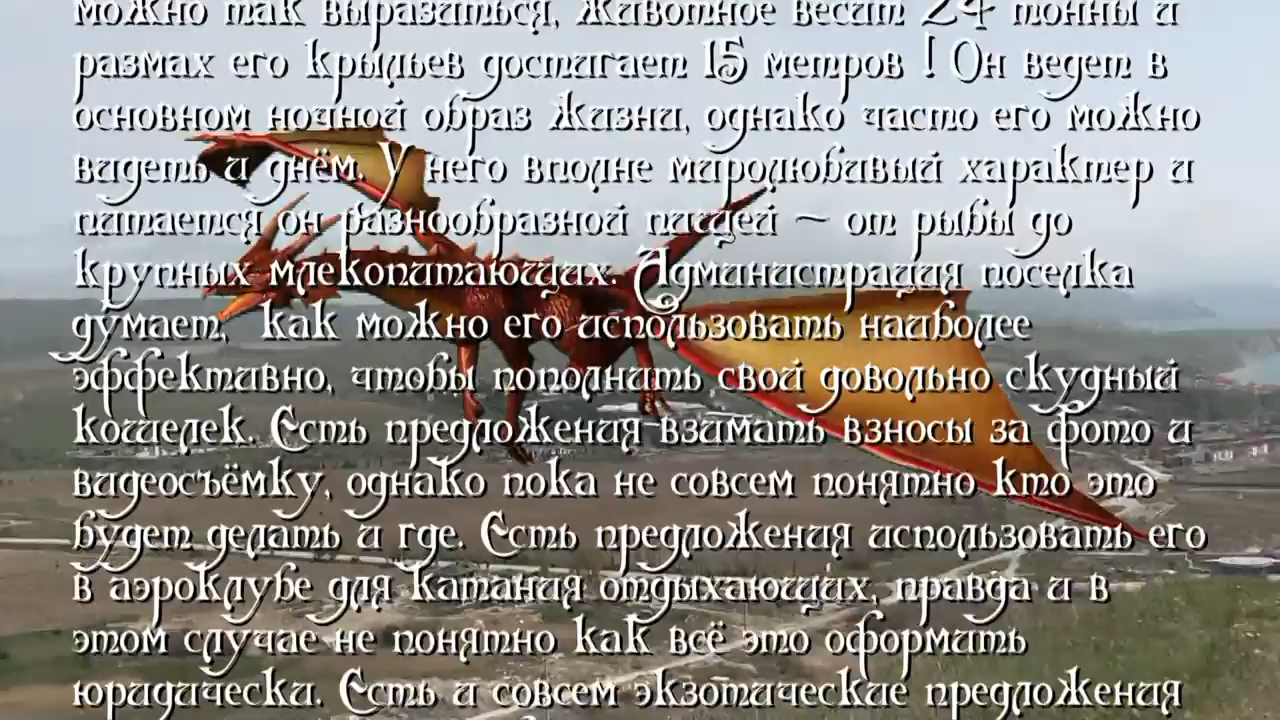 можно так выразиться, животное весит 24 тонны и
размах его крыльев достигает 15 метров ! Он ведет в
основном ночной образ жизни, однако часто его можно
видеть и днём. У него вполне миролюбивый характер и
питается он разнообразной пищей ~ от рыбы до
крупных млекопитающих. Администрация поселка
думает, как можно его использовать наиболее
эффективно, чтобы пополнить свой довольно скудный
кошелек. Есть предложения взимать взносы за фото и
видеосъёмку, однако пока не совсем понятно кто это
будет делать и где. Есть предложения использовать его
в аэроклубе для катания отдыхающих, правда и в
этом случае не понятно как всё это оформить
юридически. Есть и совсем экзотические предложения